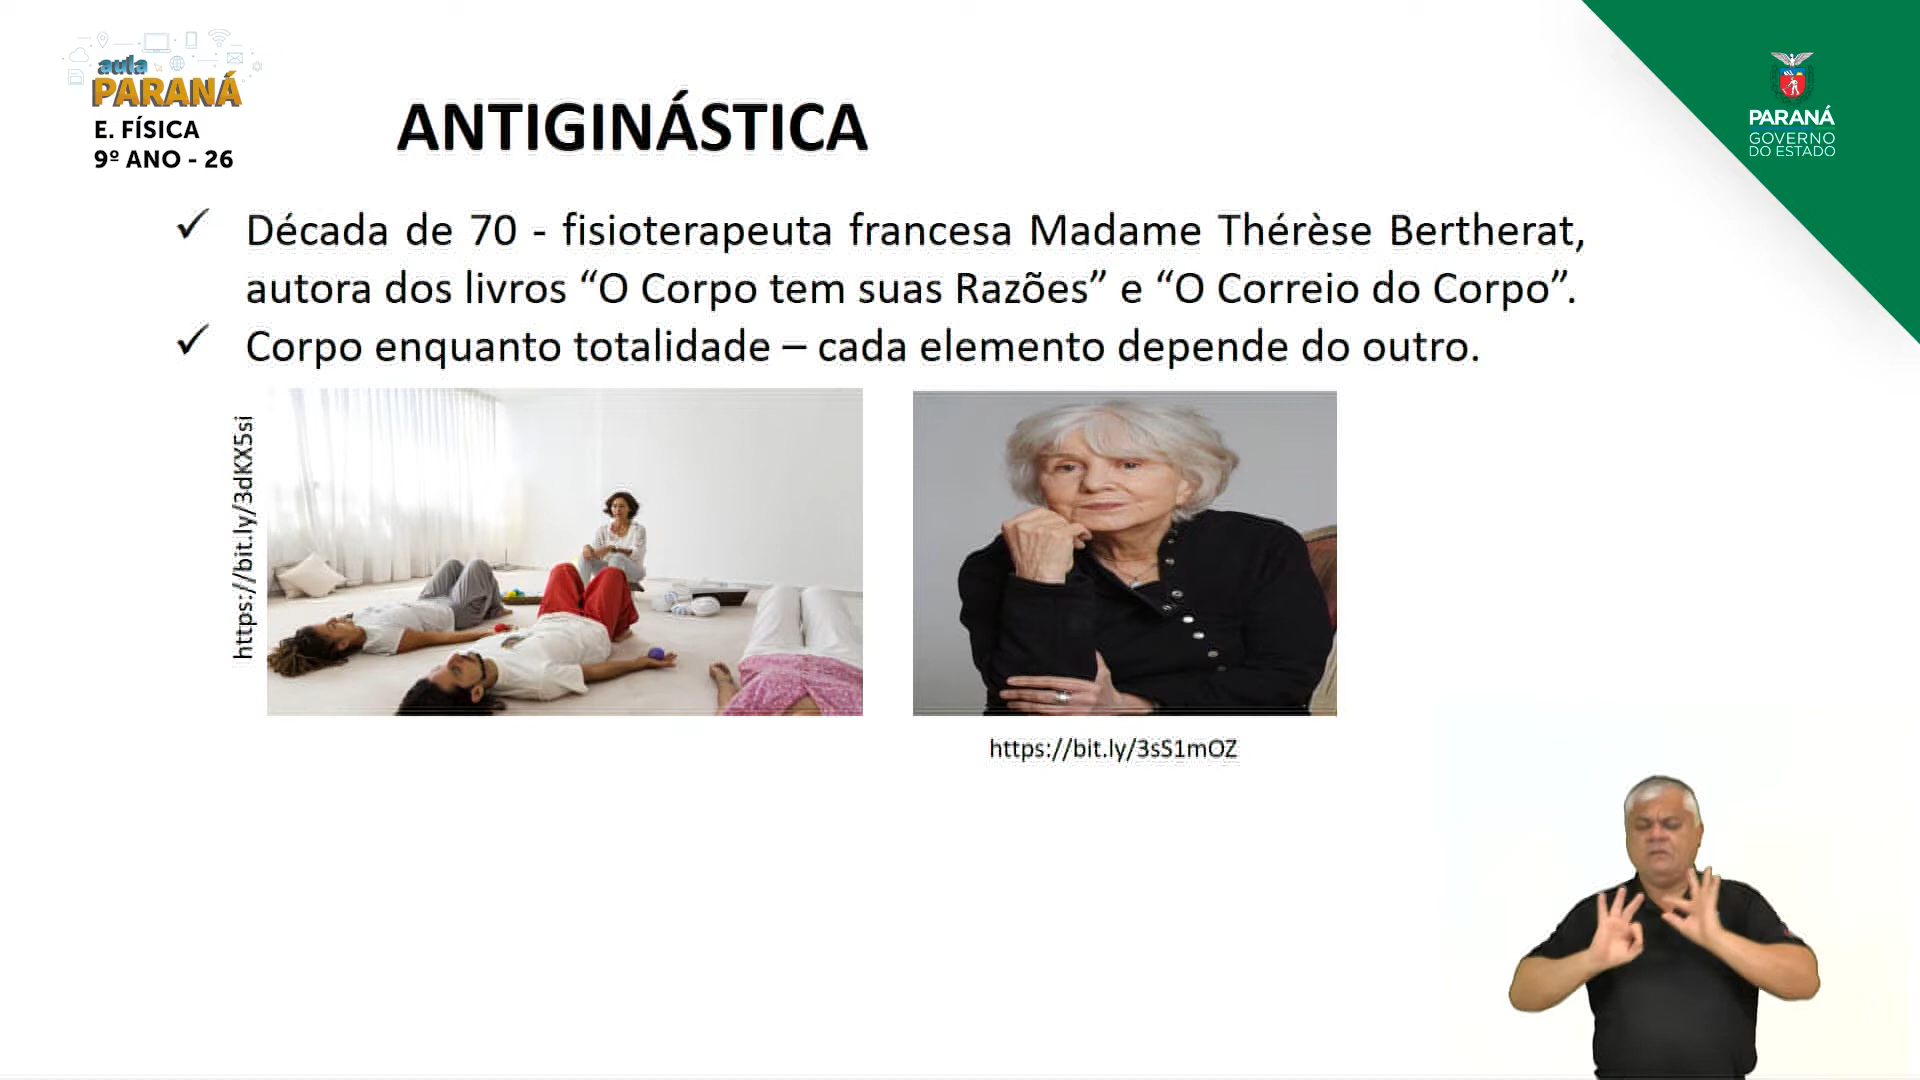 aula
PARANÁ
E. FÍSICA
9º ANO - 26
ANTIGINÁSTICA
PARANÁ
GOVERNO
DO ESTADO
✓ Década de 70 - fisioterapeuta francesa Madame Thérèse Bertherat,
autora dos livros “O Corpo tem suas Razões” e “O Correio do Corpo”.
✓ Corpo enquanto totalidade – cada elemento depende do outro.
https://bit.ly/3dKX5si
https://bit.ly/3sS1mOZ